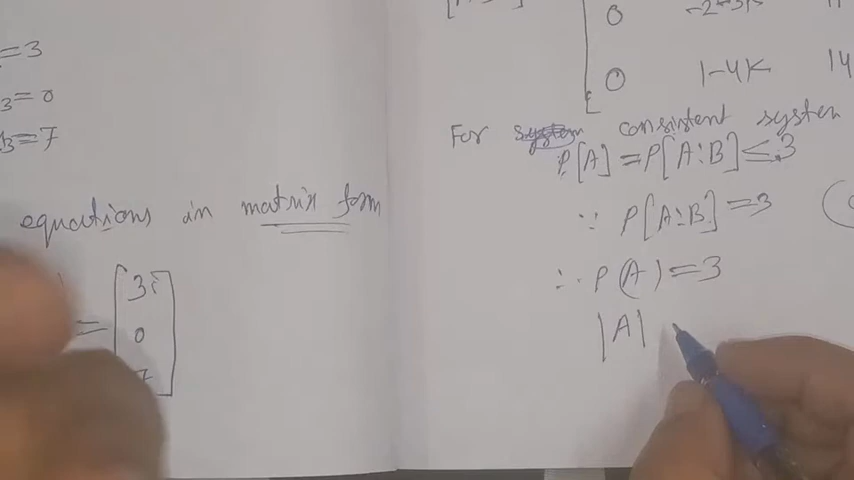 =3
3=0
3=7
equations in matrix form
= [3
0
7]
0 -2+3k
0 1-4K 14
For consistent system
ρ[A] = ρ[A:B] ≤ 3
∵ ρ[A:B] = 3
∴ ρ(A) = 3
|A|